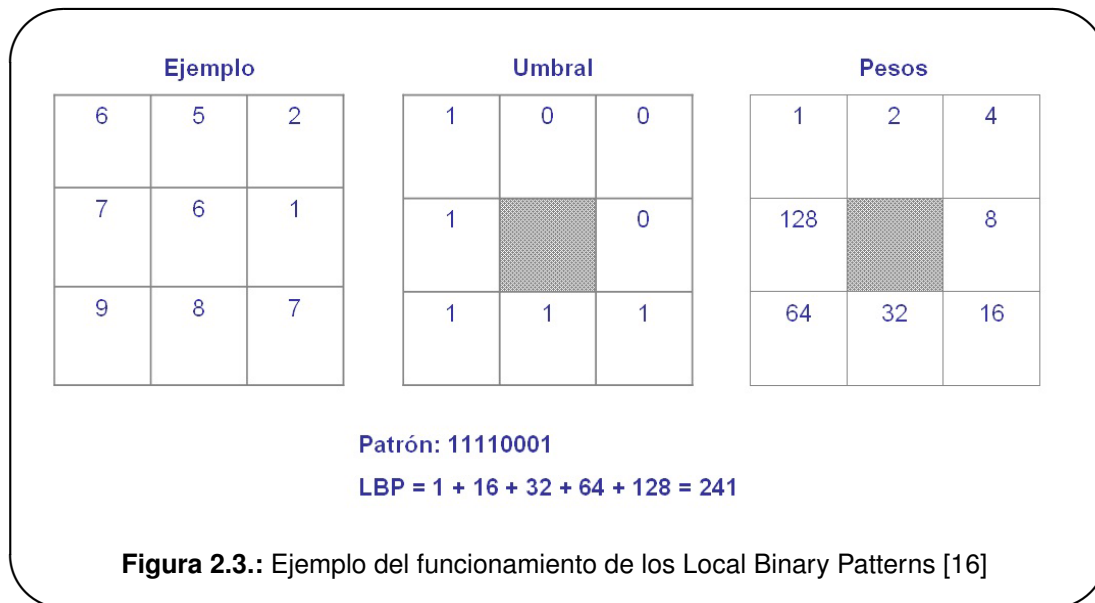 Ejemplo Umbral Pesos
6 5 2 1 0 0 1 2 4
7 6 1 1 0 128 8
9 8 7 1 1 1 64 32 16
Patrón: 11110001
LBP = 1 + 16 + 32 + 64 + 128 = 241
Figura 2.3.: Ejemplo del funcionamiento de los Local Binary Patterns [16]